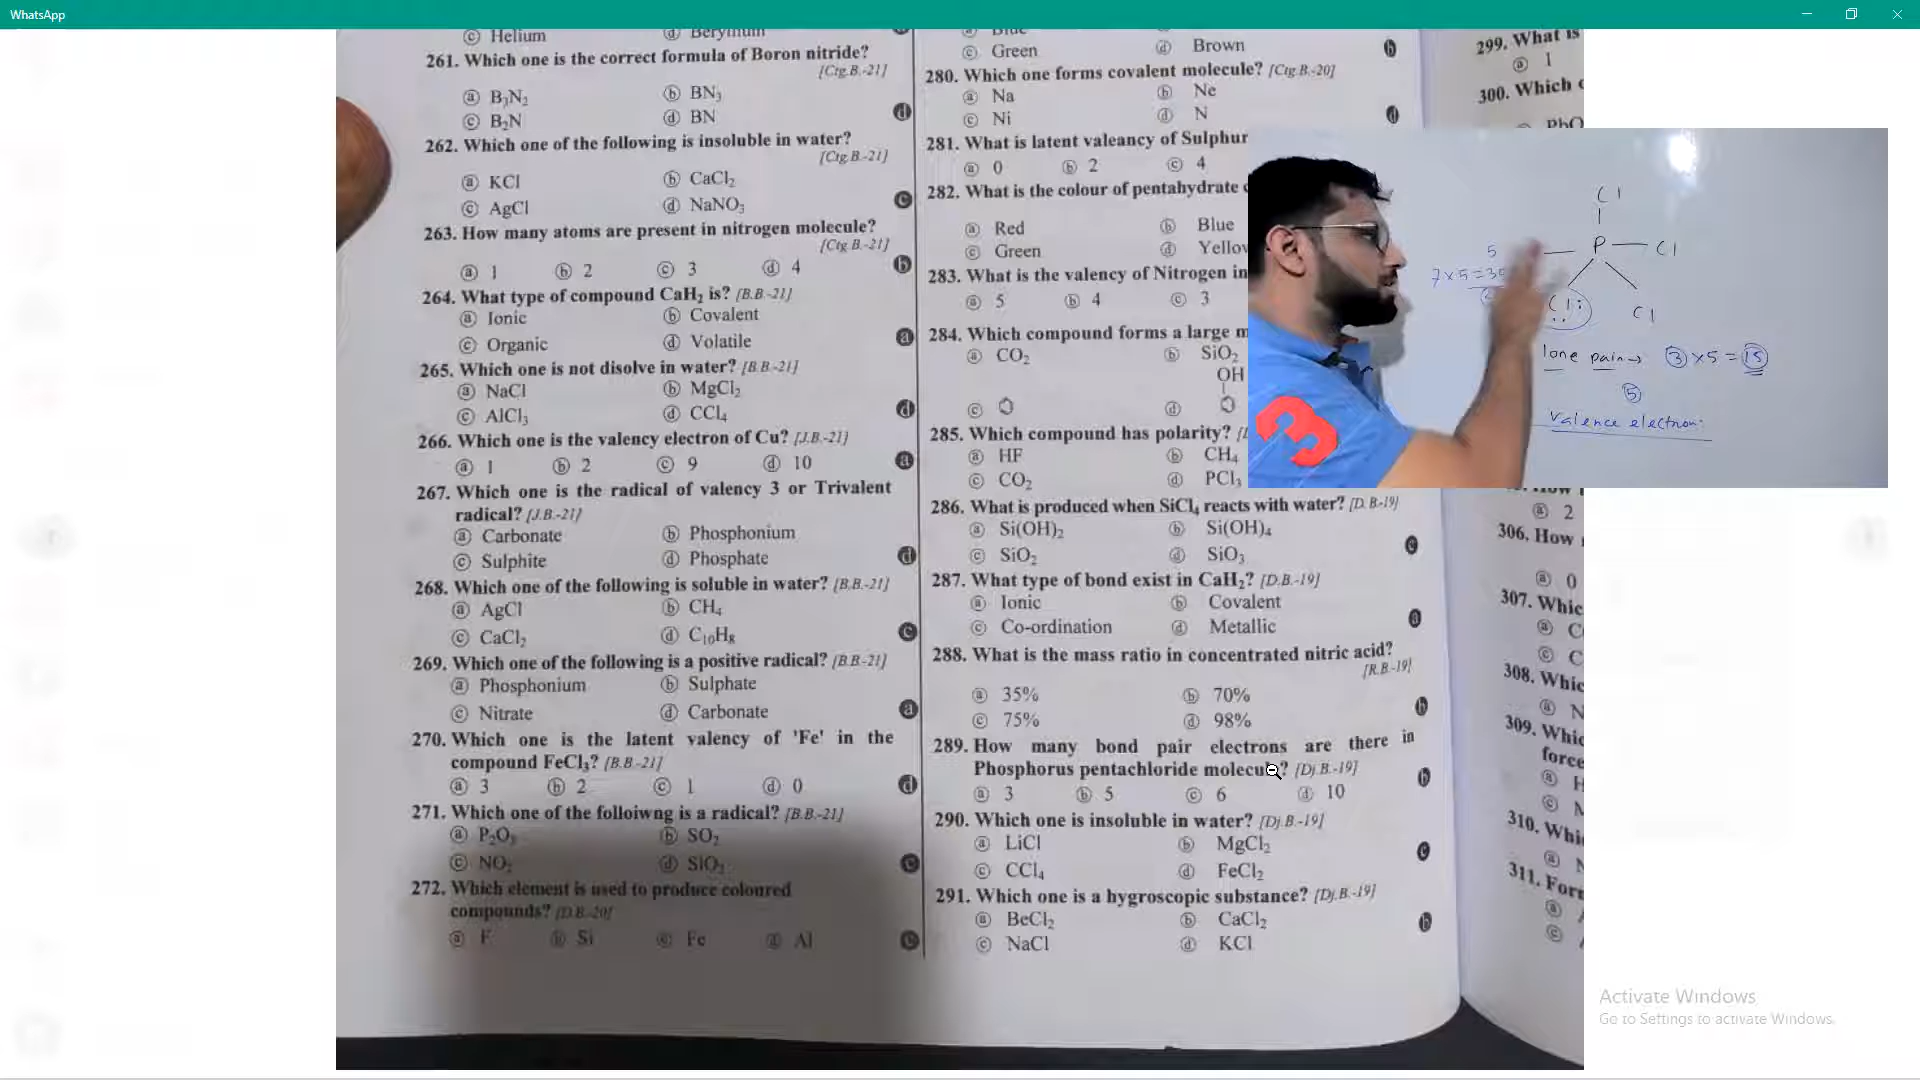 WhatsApp
ⓒ Helium ⓓ Beryllium
261. Which one is the correct formula of Boron nitride?
[Ctg.B.-21]
ⓐ B₃N₂ ⓑ BN₃
ⓒ B₂N ⓓ BN ⓓ
262. Which one of the following is insoluble in water?
[Ctg.B.-21]
ⓐ KCl ⓑ CaCl₂
ⓒ AgCl ⓓ NaNO₃ ⓒ
263. How many atoms are present in nitrogen molecule?
[Ctg.B.-21]
ⓐ 1 ⓑ 2 ⓒ 3 ⓓ 4 ⓑ
264. What type of compound CaH₂ is? [B.B.-21]
ⓐ Ionic ⓑ Covalent
ⓒ Organic ⓓ Volatile ⓐ
265. Which one is not disolve in water? [B.B.-21]
ⓐ NaCl ⓑ MgCl₂
ⓒ AlCl₃ ⓓ CCl₄ ⓓ
266. Which one is the valency electron of Cu? [J.B.-21]
ⓐ 1 ⓑ 2 ⓒ 9 ⓓ 10 ⓐ
267. Which one is the radical of valency 3 or Trivalent
radical? [J.B.-21]
ⓐ Carbonate ⓑ Phosphonium
ⓒ Sulphite ⓓ Phosphate ⓓ
268. Which one of the following is soluble in water? [B.B.-21]
ⓐ AgCl ⓑ CH₄
ⓒ CaCl₂ ⓓ C₁₀H₈ ⓒ
269. Which one of the following is a positive radical? [B.B.-21]
ⓐ Phosphonium ⓑ Sulphate
ⓒ Nitrate ⓓ Carbonate ⓐ
270. Which one is the latent valency of 'Fe' in the
compound FeCl₃? [B.B.-21]
ⓐ 3 ⓑ 2 ⓒ 1 ⓓ 0 ⓓ
271. Which one of the folloiwng is a radical? [B.B.-21]
ⓐ P₂O₅ ⓑ SO₂
ⓒ NO₂ ⓓ SiO₂ ⓒ
272. Which element is used to produce coloured
compounds? [D.B.-20]
ⓐ F ⓑ Si ⓒ Fe ⓓ Al ⓒ
ⓐ Blue
ⓒ Green ⓓ Brown ⓑ
280. Which one forms covalent molecule? [Ctg.B.-20]
ⓐ Na ⓑ Ne
ⓒ Ni ⓓ N ⓓ
281. What is latent valeancy of Sulphur
ⓐ 0 ⓑ 2 ⓒ 4
282. What is the colour of pentahydrate
ⓐ Red ⓑ Blue
ⓒ Green ⓓ
283. What is the valency of Nitrogen in
ⓐ 5 ⓑ 4 ⓒ 3
284. Which compound forms a large
ⓐ CO₂ ⓑ SiO₂
OH
ⓒ ⓓ
285. Which compound has polarity?
ⓐ HF ⓑ CH₄
ⓒ CO₂ ⓓ PCl₃
286. What is produced when SiCl₄ reacts with water? [D.B.-19]
ⓐ Si(OH)₂ ⓑ Si(OH)₄
ⓒ SiO₂ ⓓ SiO₃ ⓒ
287. What type of bond exist in CaH₂? [D.B.-19]
ⓐ Ionic ⓑ Covalent
ⓒ Co-ordination ⓓ Metallic ⓐ
288. What is the mass ratio in concentrated nitric acid?
[R.B.-19]
ⓐ 35% ⓑ 70%
ⓒ 75% ⓓ 98% ⓑ
289. How many bond pair electrons are there in
Phosphorus pentachloride molecule? [Dj.B.-19] ⓑ
ⓐ 3 ⓑ 5 ⓒ 6 ⓓ 10
290. Which one is insoluble in water? [Dj.B.-19]
ⓐ LiCl ⓑ MgCl₂ ⓒ
ⓒ CCl₄ ⓓ FeCl₂
291. Which one is a hygroscopic substance? [Dj.B.-19]
ⓐ BeCl₂ ⓑ CaCl₂ ⓑ
ⓒ NaCl ⓓ KCl
299. What is
ⓐ 1
300. Which
ⓐ 2
306. How
ⓐ 0
307.
308.
309.
force
310.
311.
Cl
P Cl
5
7×5=35
Cl Cl
lone pair→ 3×5=15
5
valence electron:
3
Activate Windows
Go to Settings to activate Windows.